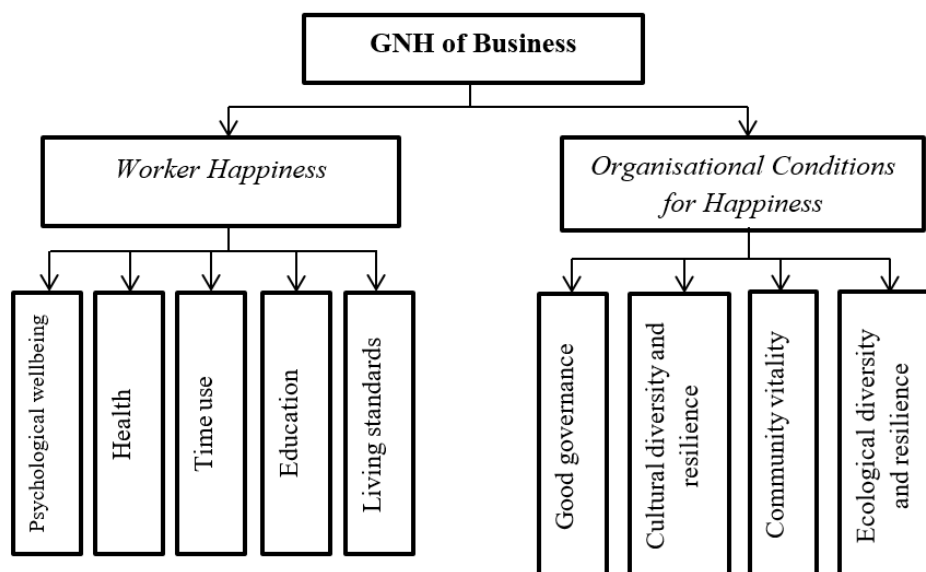 GNH of Business
Worker Happiness
Organisational Conditions
for Happiness
Psychological wellbeing
Health
Time use
Education
Living standards
Good governance
Cultural diversity and
resilience
Community vitality
Ecological diversity
and resilience